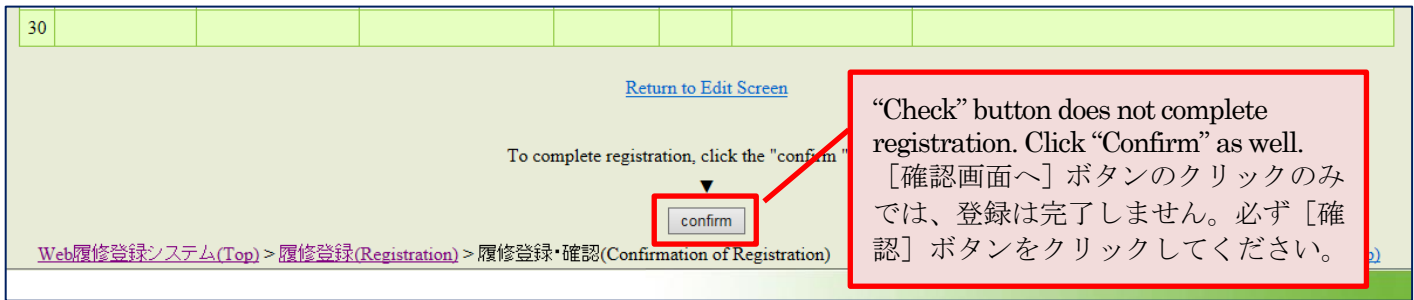 30
Return to Edit Screen
To complete registration, click the "confirm "
▼
confirm
“Check” button does not complete
registration. Click “Confirm” as well.
［確認画面へ］ボタンのクリックのみ
では、登録は完了しません。必ず［確
認］ボタンをクリックしてください。
Web履修登録システム(Top) > 履修登録(Registration) > 履修登録・確認(Confirmation of Registration)